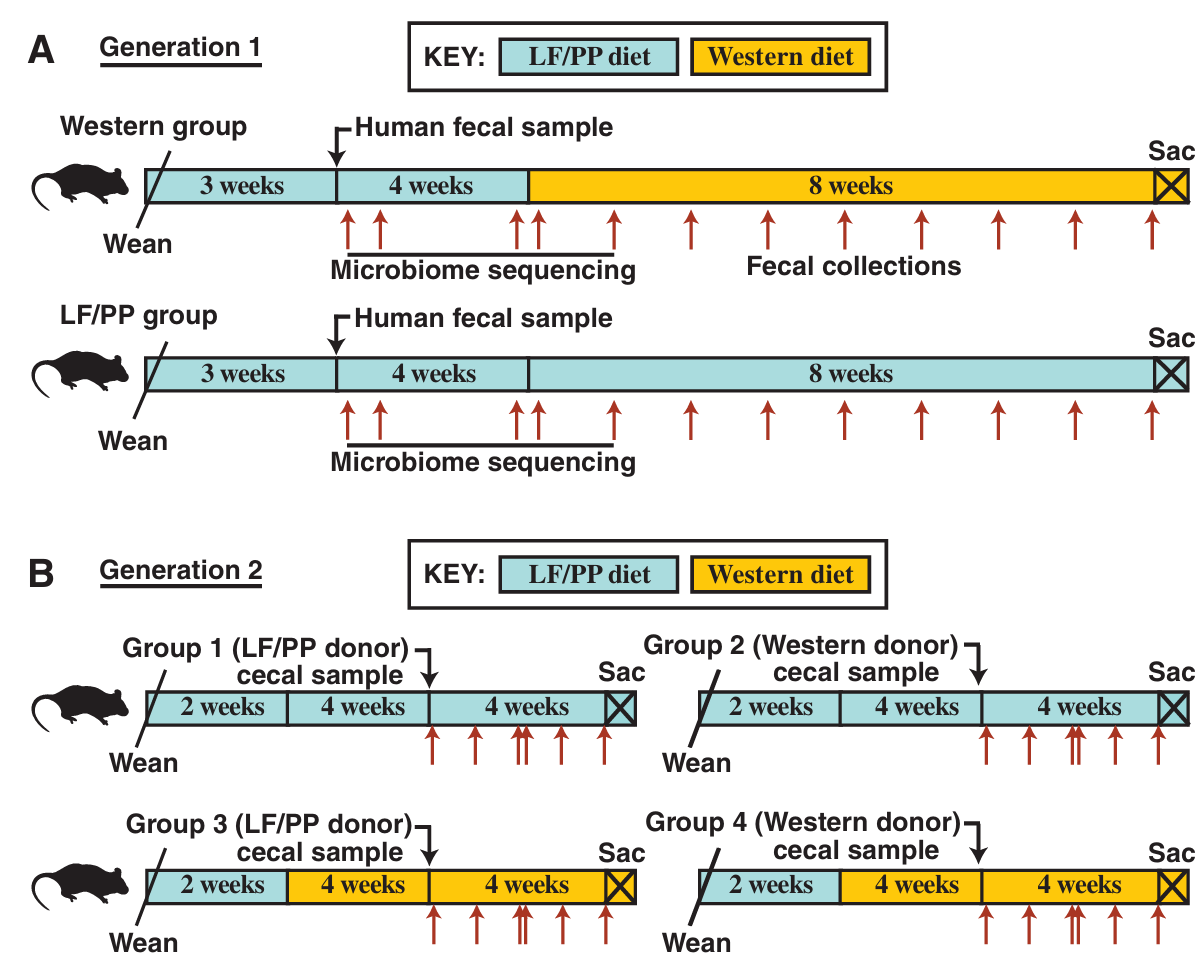 A
Generation 1
KEY:
LF/PP diet
Western diet
Western group
Human fecal sample
Sac
3 weeks
4 weeks
8 weeks
Wean
Microbiome sequencing
Fecal collections
LF/PP group
Human fecal sample
Sac
3 weeks
4 weeks
8 weeks
Wean
Microbiome sequencing
B
Generation 2
KEY:
LF/PP diet
Western diet
Group 1 (LF/PP donor)
cecal sample
Sac
2 weeks
4 weeks
4 weeks
Wean
Group 2 (Western donor)
cecal sample
Sac
2 weeks
4 weeks
4 weeks
Wean
Group 3 (LF/PP donor)
cecal sample
Sac
2 weeks
4 weeks
4 weeks
Wean
Group 4 (Western donor)
cecal sample
Sac
2 weeks
4 weeks
4 weeks
Wean